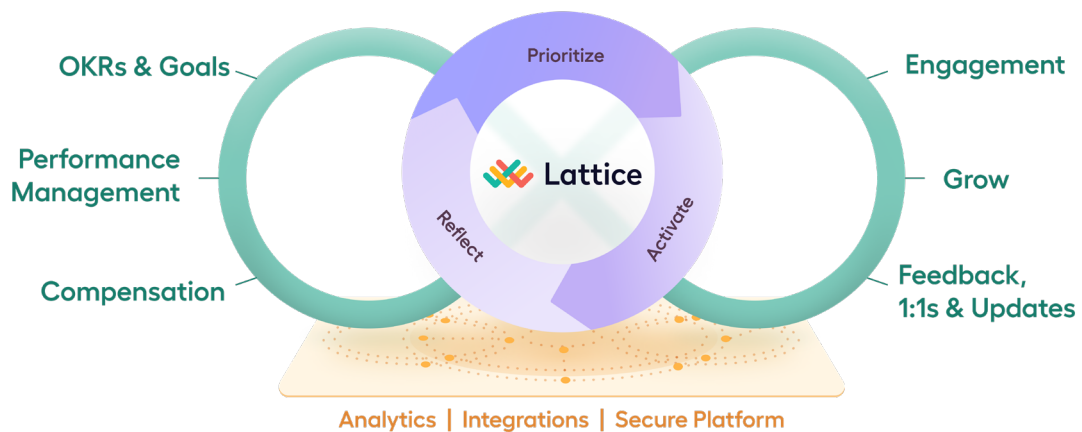 Prioritize
OKRs & Goals
Engagement
Performance
Management
Lattice
Grow
Reflect
Activate
Compensation
Feedback,
1:1s & Updates
Analytics | Integrations | Secure Platform